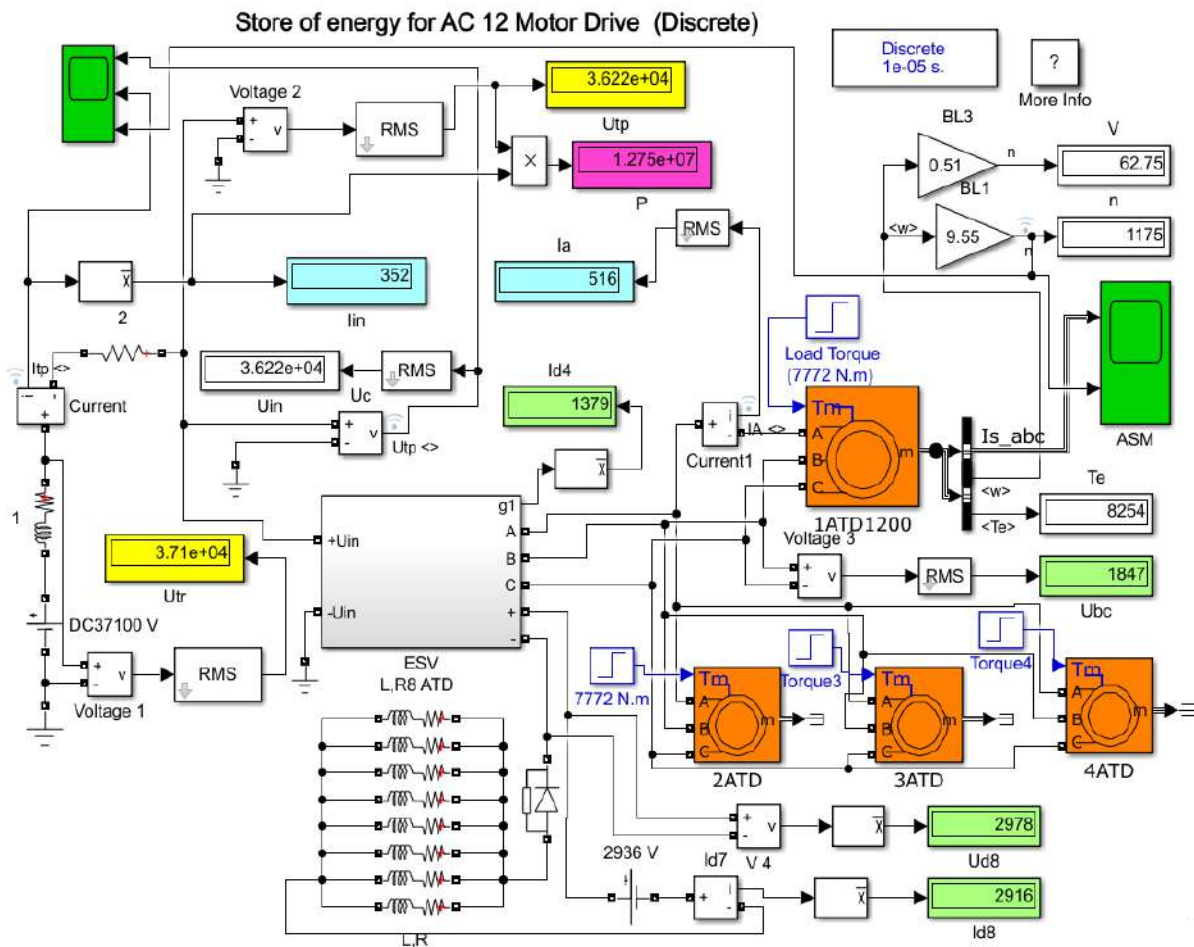 Store of energy for AC 12 Motor Drive (Discrete)
Discrete
1e-05 s.
?
More Info
Voltage 2
+
-
v
RMS
3.622e+04
Utp
X
1.275e+07
P
BL3
0.51
n
V
62.75
BL1
<w>
9.55
n
n
1175
RMS
Ia
516
x
2
352
Iin
Itp <>
Current
i
-
+
3.622e+04
Uin
RMS
Uc
+
-
v
Utp <>
Id4
1379
x
Load Torque
(7772 N.m)
+
i
-
IA <>
Current1
Tm
A
B
C
m
1ATD1200
Is_abc
<w>
<Te>
ASM
Te
8254
1
3.71e+04
Utr
DC37100 V
+
+
-
v
Voltage 1
RMS
+Uin
-Uin
g1
A
B
C
+
-
ESV
Voltage 3
+
-
v
RMS
1847
Ubc
L,R8 ATD
7772 N.m
Tm
A
B
C
m
2ATD
Torque3
Tm
A
B
C
m
3ATD
Torque4
Tm
A
B
C
m
4ATD
+
-
v
V 4
x
2978
Ud8
2936 V
+
Id7
+
i
-
x
2916
Id8
L,R